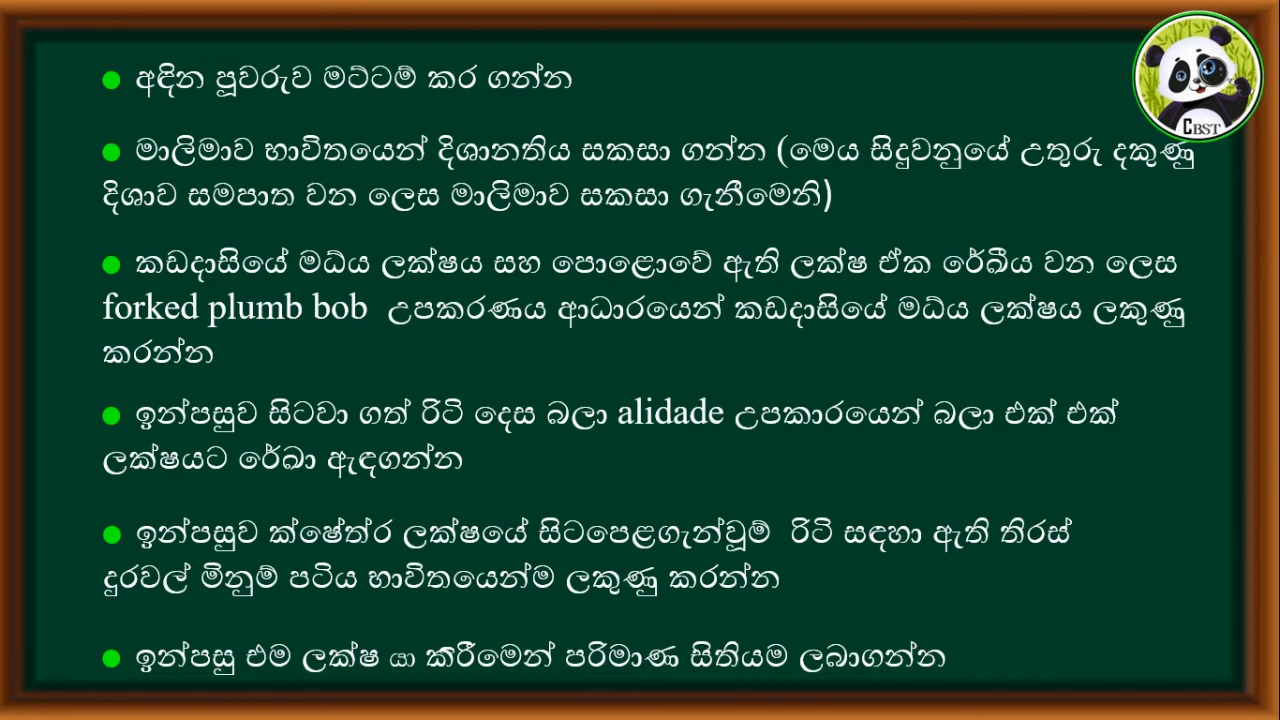 අඳින පූවරුව මට්ටම් කර ගන්න
මාලිමාව භාවිතයෙන් දිශානතිය සකසා ගන්න (මෙය සිදුවනුයේ උතුරු දකුණු
දිශාව සමපාත වන ලෙස මාලිමාව සකසා ගැනීමෙනි)
කඩදාසියේ මධ්ය ලක්ෂය සහ පොළොවේ ඇති ලක්ෂ ඒක රේඛීය වන ලෙස
forked plumb bob උපකරණය ආධාරයෙන් කඩදාසියේ මධ්ය ලක්ෂය ලකුණු
කරන්න
ඉන්පසුව සිටවා ගත් රිටි දෙස බලා alidade උපකාරයෙන් බලා එක් එක්
ලක්ෂයට රේඛා ඇඳගන්න
ඉන්පසුව ක්ෂේත්ර ලක්ෂයේ සිටපෙළගැන්වූම් රිටි සඳහා ඇති තිරස්
දුරවල් මිනුම් පටිය භාවිතයෙන්ම ලකුණු කරන්න
ඉන්පසු එම ලක්ෂ යා කිරීමෙන් පරිමාණ සිතියම ලබාගන්න
CBST